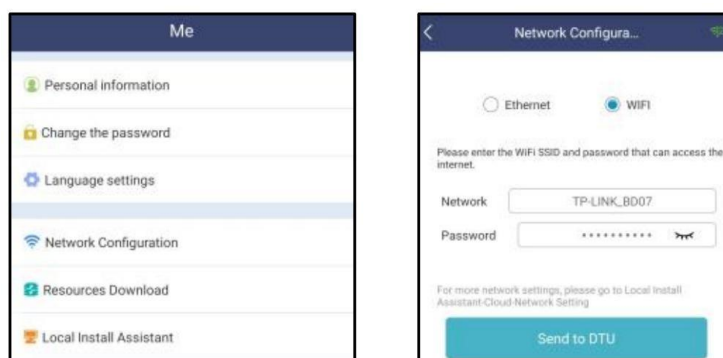 Me
Personal information
Change the password
Language settings
Network Configuration
Resources Download
Local Install Assistant
Network Configura...
Ethernet
WIFI
Please enter the WiFi SSID and password that can access the
internet.
Network TP-LINK_BD07
Password ••••••••••
For more network settings, please go to Local Install
Assistant-Cloud-Network Setting
Send to DTU